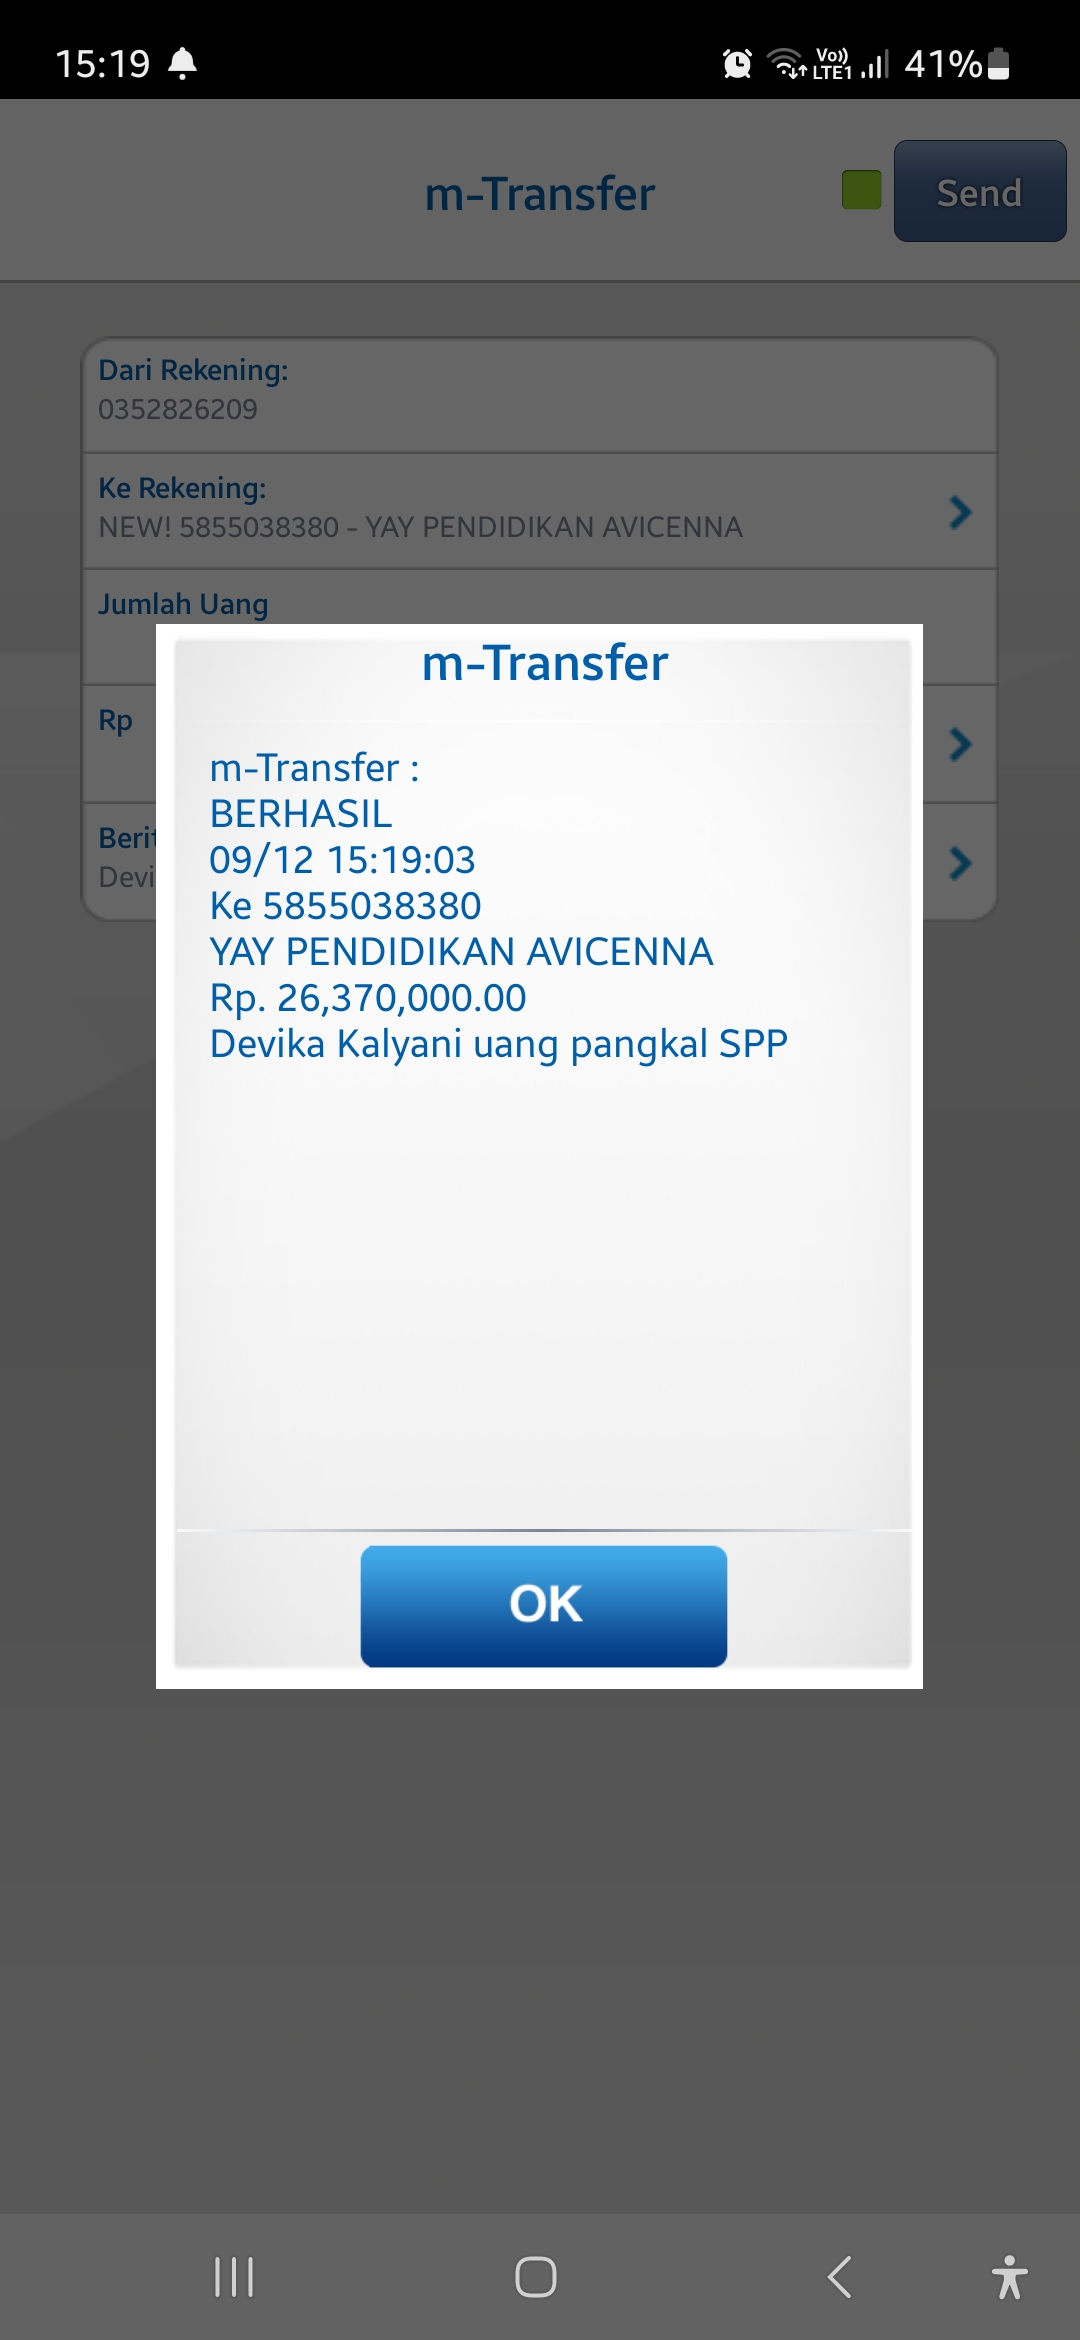 15:19
Vo)) LTE1 41%
m-Transfer
Send
Dari Rekening:
0352826209
Ke Rekening:
NEW! 5855038380 - YAY PENDIDIKAN AVICENNA
Jumlah Uang
Rp
Berit
Devi
m-Transfer
m-Transfer :
BERHASIL
09/12 15:19:03
Ke 5855038380
YAY PENDIDIKAN AVICENNA
Rp. 26,370,000.00
Devika Kalyani uang pangkal SPP
OK